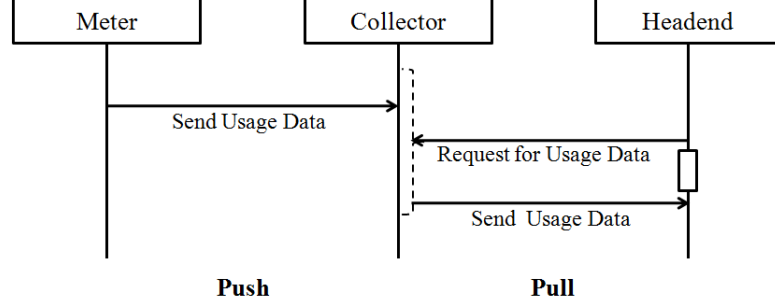 Meter Collector Headend
Send Usage Data
Request for Usage Data
Send Usage Data
Push Pull